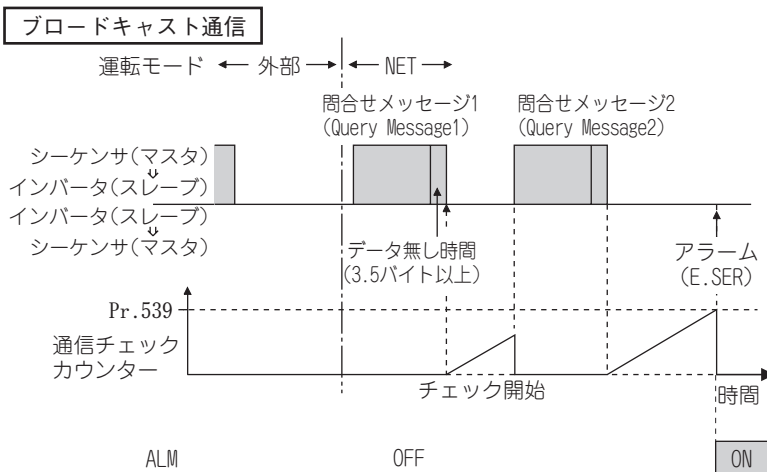 ブロードキャスト通信
運転モード 外部 NET
問合せメッセージ1
(Query Message1)
問合せメッセージ2
(Query Message2)
シーケンサ(マスタ)
インバータ(スレーブ)
インバータ(スレーブ)
シーケンサ(マスタ)
データ無し時間
(3.5バイト以上)
アラーム
(E.SER)
Pr.539
通信チェック
カウンター
チェック開始
時間
ALM OFF ON